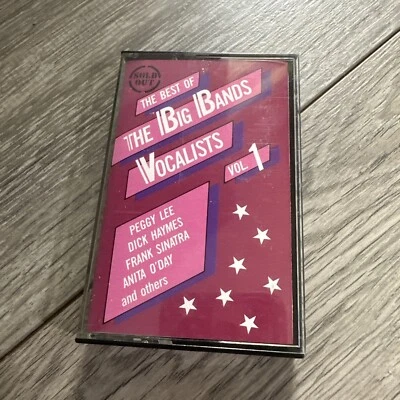 SOLD
OUT
THE BEST OF
THE BIG BANDS
VOCALISTS
VOL 1
PEGGY LEE
DICK HAYMES
FRANK SINATRA
ANITA O'DAY
and others